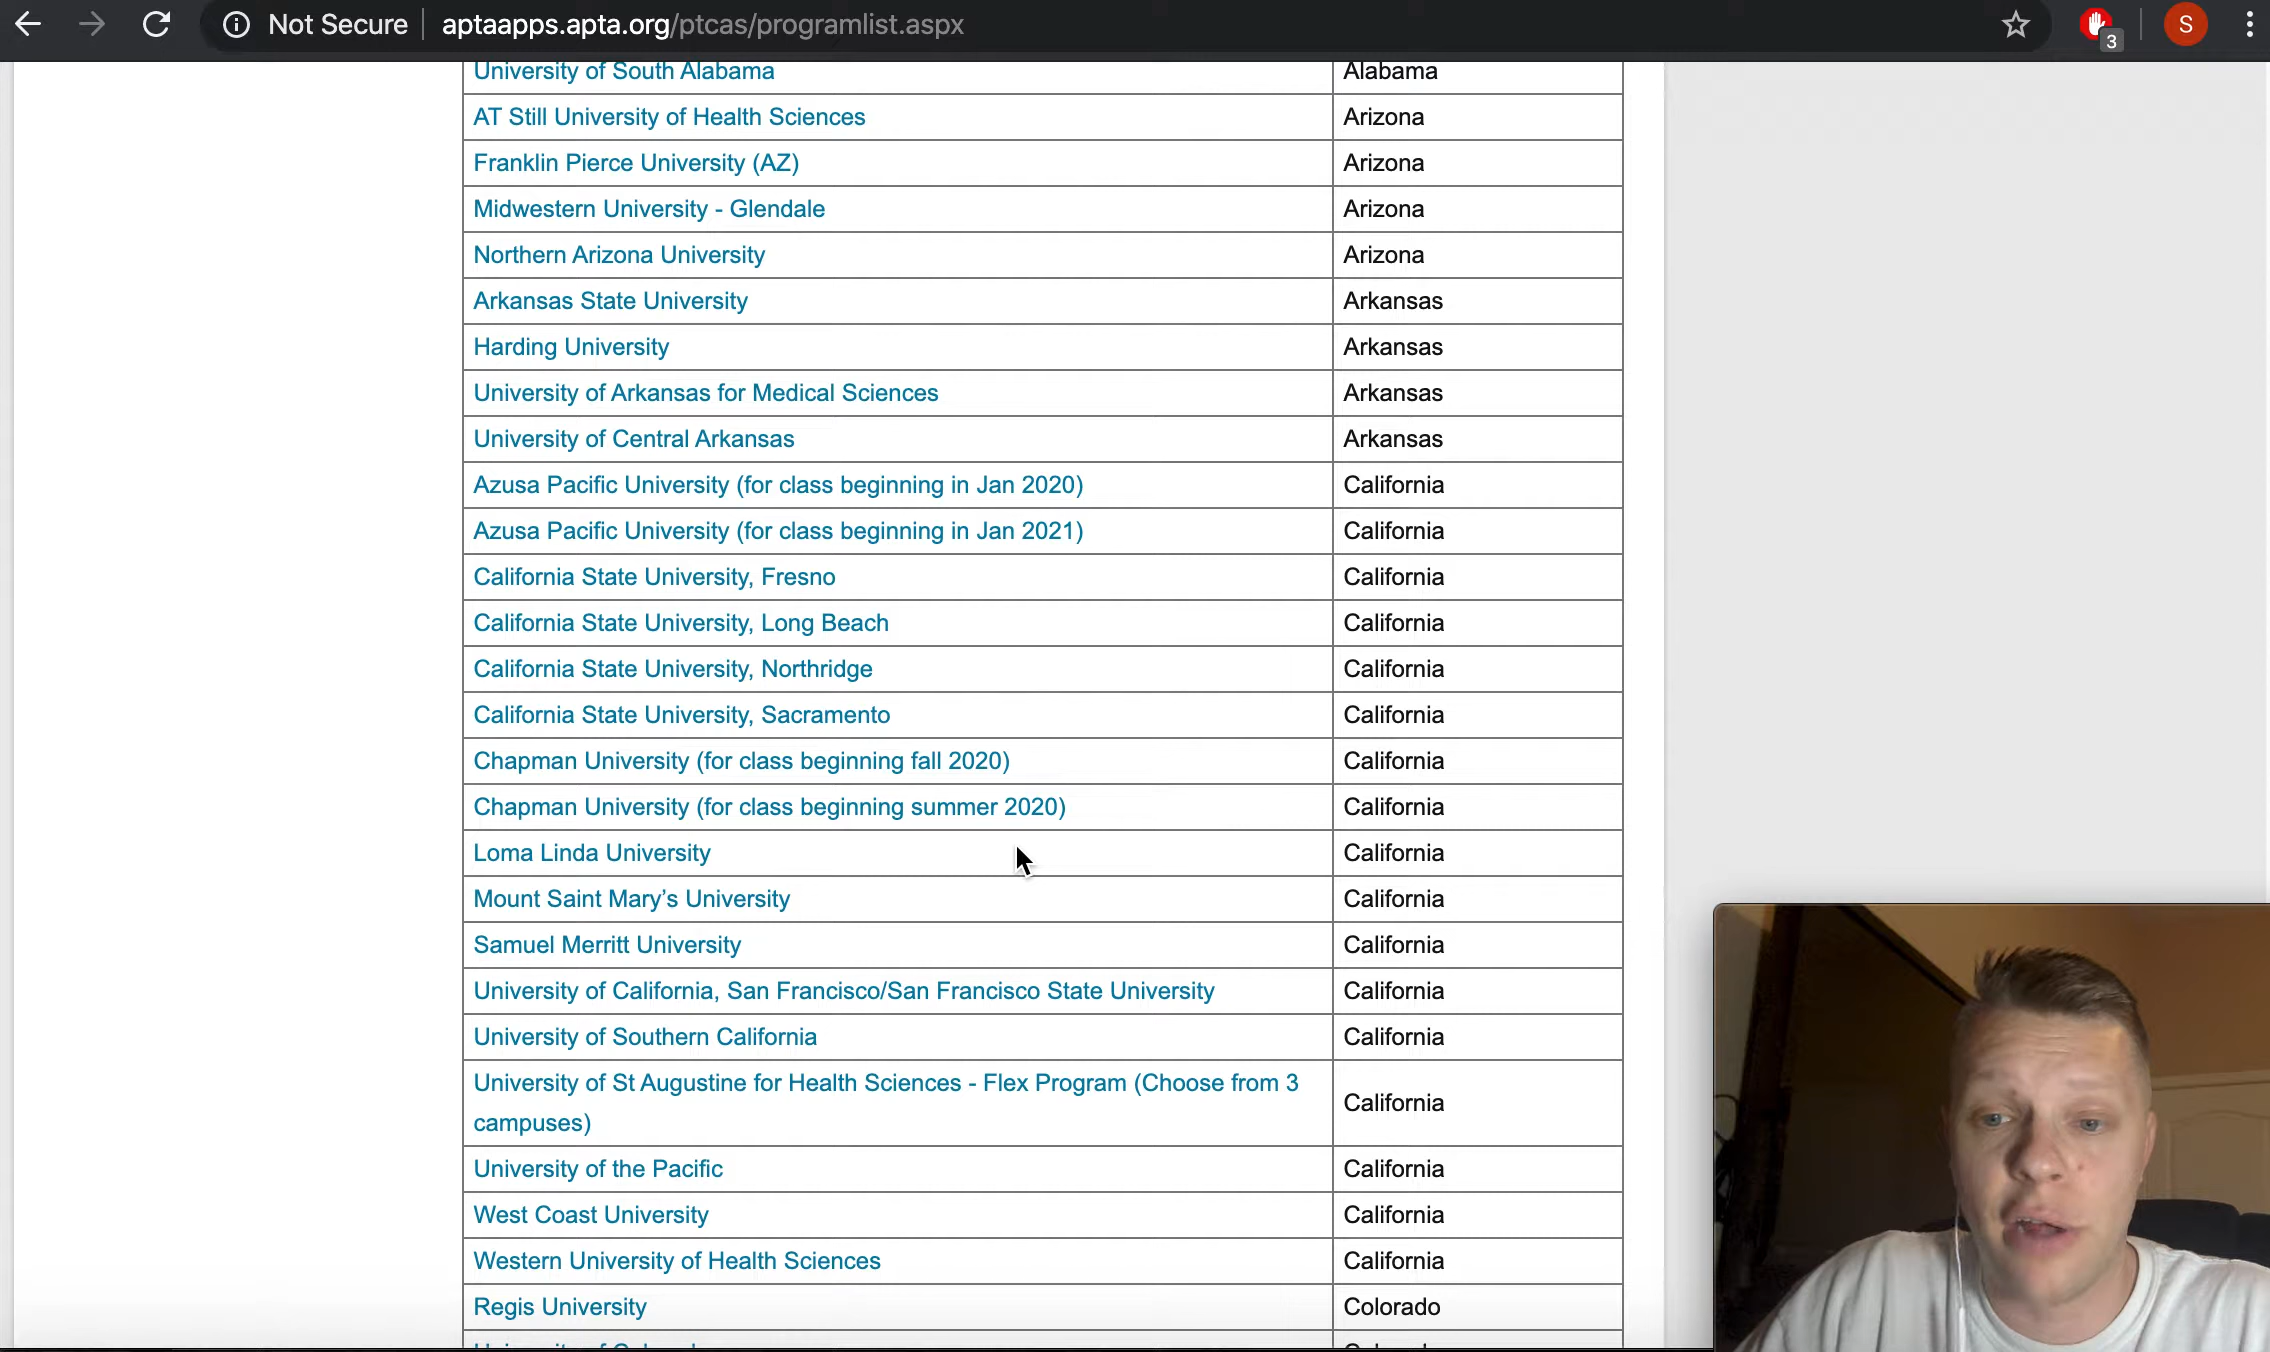 Not Secure aptaapps.apta.org/ptcas/programlist.aspx 3 S
University of South Alabama Alabama
AT Still University of Health Sciences Arizona
Franklin Pierce University (AZ) Arizona
Midwestern University - Glendale Arizona
Northern Arizona University Arizona
Arkansas State University Arkansas
Harding University Arkansas
University of Arkansas for Medical Sciences Arkansas
University of Central Arkansas Arkansas
Azusa Pacific University (for class beginning in Jan 2020) California
Azusa Pacific University (for class beginning in Jan 2021) California
California State University, Fresno California
California State University, Long Beach California
California State University, Northridge California
California State University, Sacramento California
Chapman University (for class beginning fall 2020) California
Chapman University (for class beginning summer 2020) California
Loma Linda University California
Mount Saint Mary’s University California
Samuel Merritt University California
University of California, San Francisco/San Francisco State University California
University of Southern California California
University of St Augustine for Health Sciences - Flex Program (Choose from 3
campuses) California
University of the Pacific California
West Coast University California
Western University of Health Sciences California
Regis University Colorado